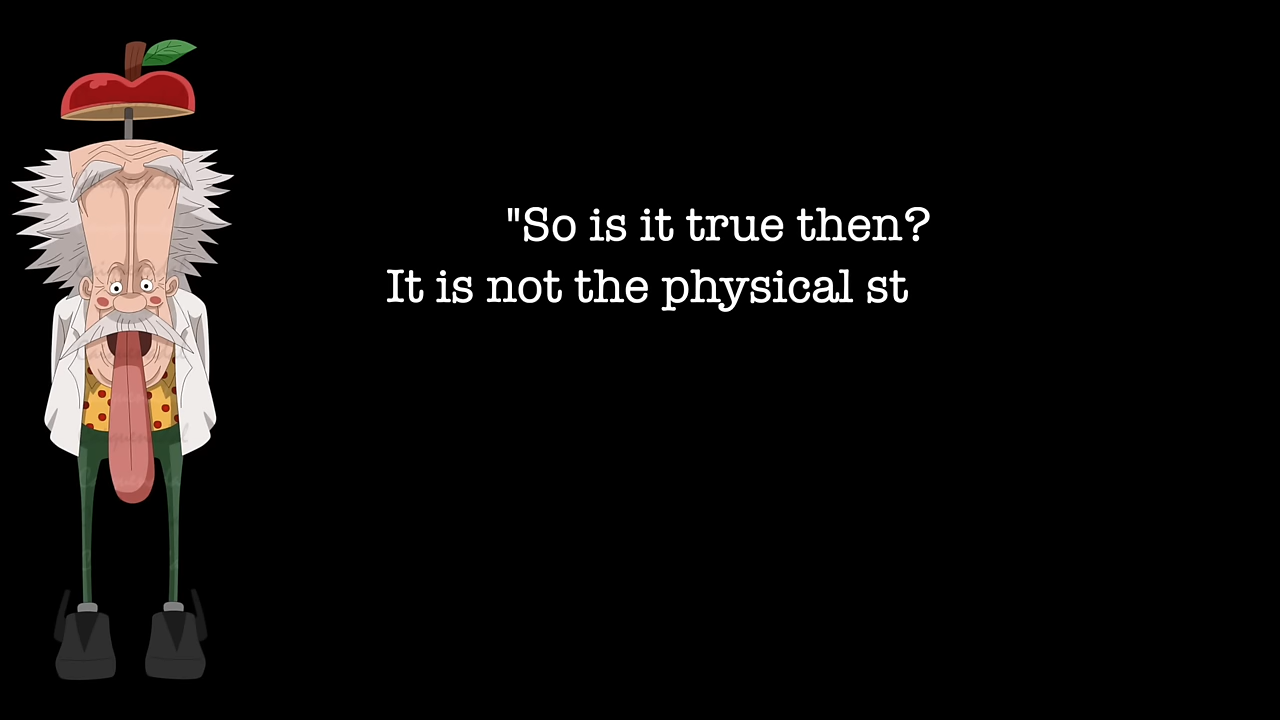 "So is it true then?
It is not the physical st